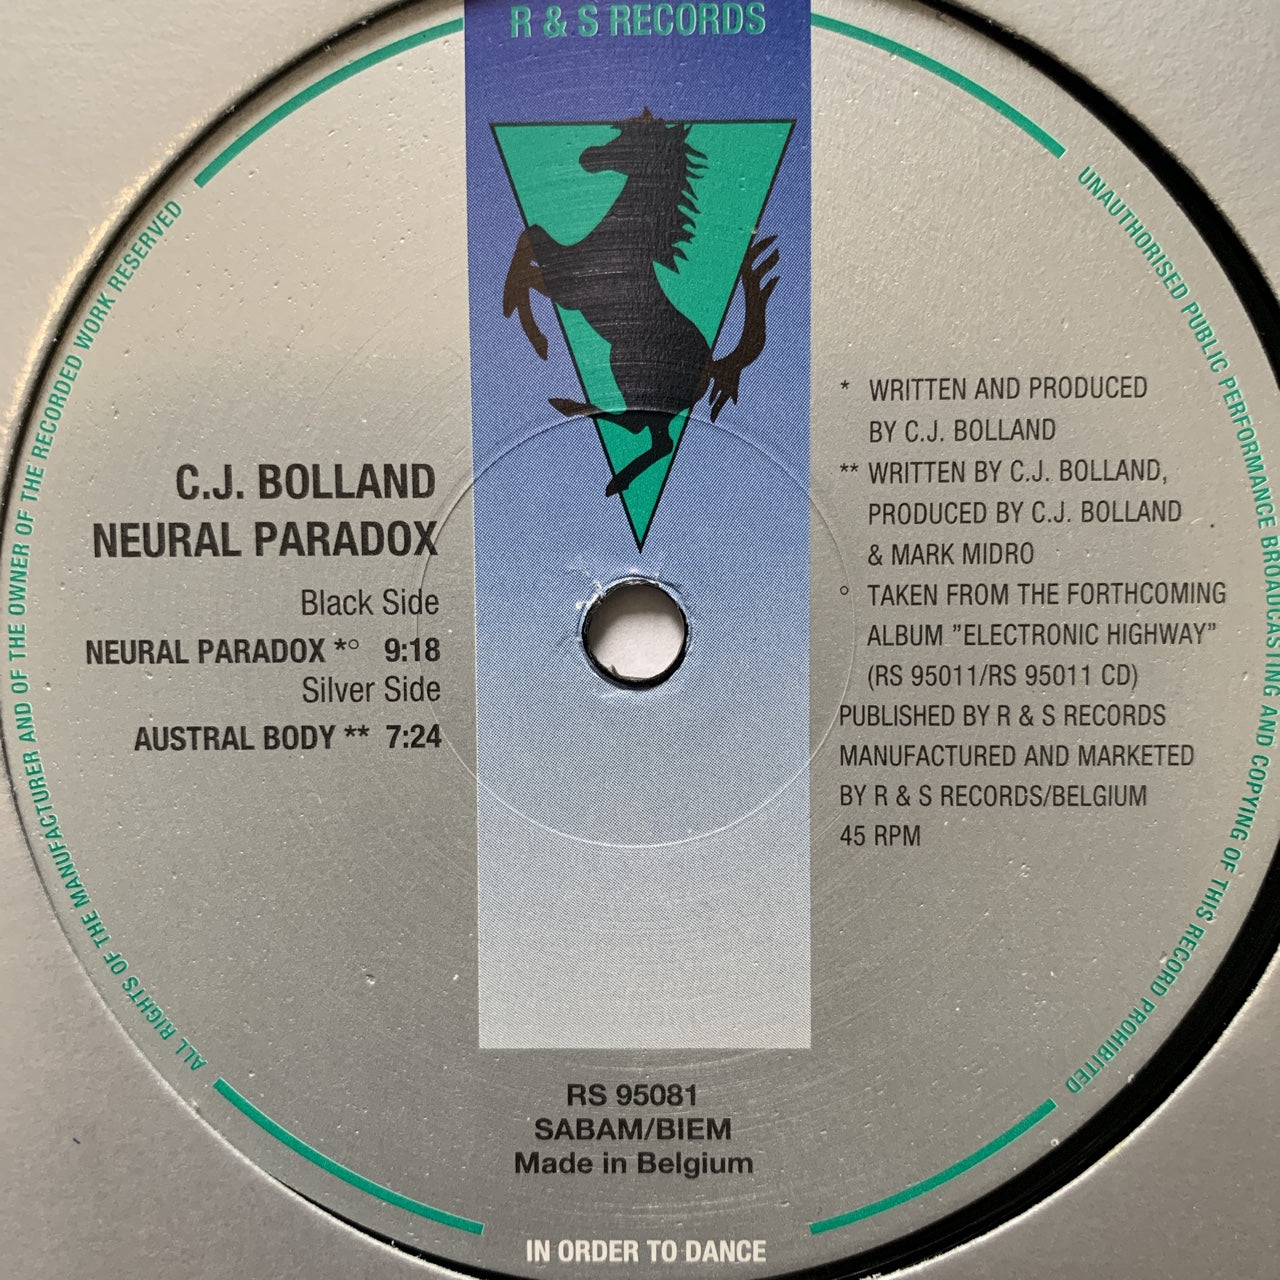 R & S RECORDS
C.J. BOLLAND
NEURAL PARADOX
Black Side
NEURAL PARADOX *° 9:18
Silver Side
AUSTRAL BODY ** 7:24
* WRITTEN AND PRODUCED
BY C.J. BOLLAND
** WRITTEN BY C.J. BOLLAND,
PRODUCED BY C.J. BOLLAND
& MARK MIDRO
° TAKEN FROM THE FORTHCOMING
ALBUM ”ELECTRONIC HIGHWAY”
(RS 95011/RS 95011 CD)
PUBLISHED BY R & S RECORDS
MANUFACTURED AND MARKETED
BY R & S RECORDS/BELGIUM
45 RPM
RS 95081
SABAM/BIEM
Made in Belgium
IN ORDER TO DANCE
ALL RIGHTS OF THE MANUFACTURER AND OF THE OWNER OF THE RECORDED WORK RESERVED
UNAUTHORISED PUBLIC PERFORMANCE BROADCASTING AND COPYING OF THIS RECORD PROHIBITED